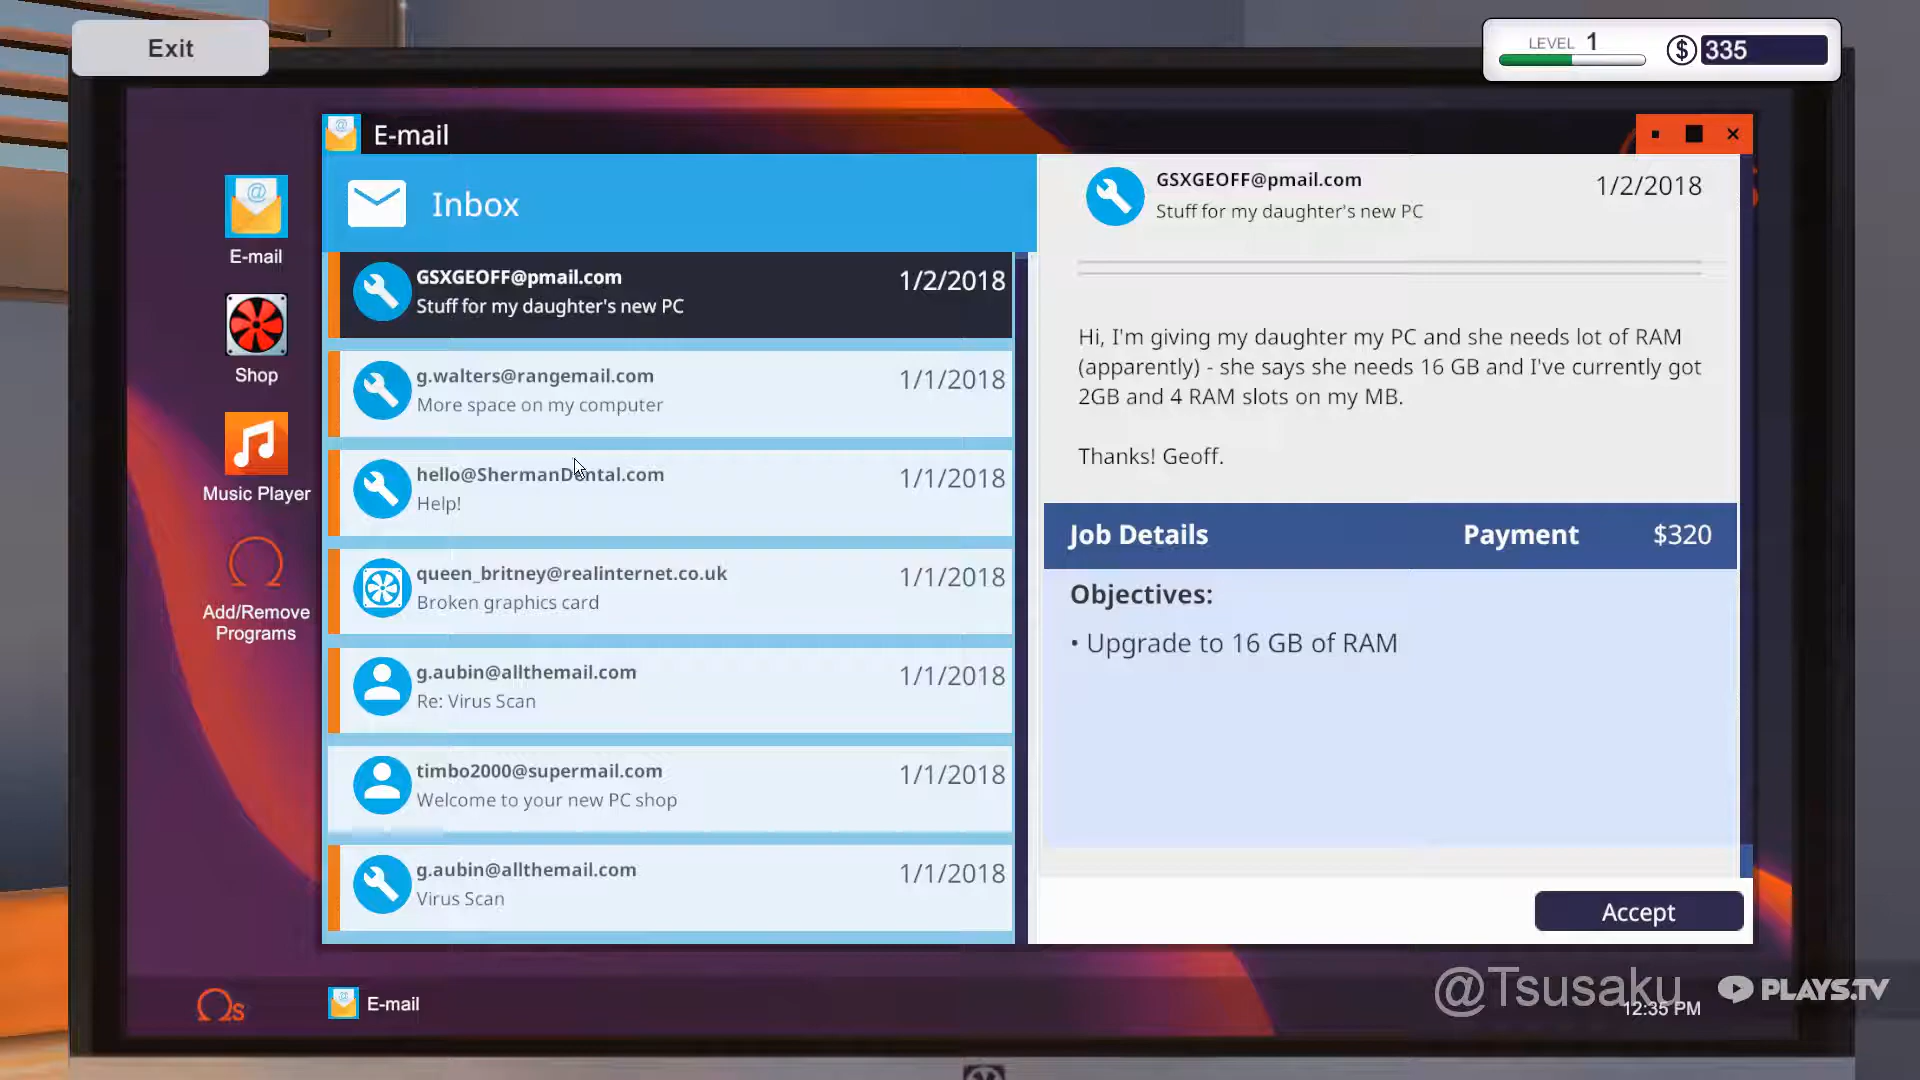 Exit
LEVEL 1
$ 335
E-mail
Inbox
GSXGEOFF@pmail.com
1/2/2018
Stuff for my daughter's new PC
g.walters@rangemail.com
1/1/2018
More space on my computer
hello@ShermanDental.com
1/1/2018
Help!
queen_britney@realinternet.co.uk
1/1/2018
Broken graphics card
g.aubin@allthemail.com
1/1/2018
Re: Virus Scan
timbo2000@supermail.com
1/1/2018
Welcome to your new PC shop
g.aubin@allthemail.com
1/1/2018
Virus Scan
GSXGEOFF@pmail.com
1/2/2018
Stuff for my daughter's new PC
Hi, I'm giving my daughter my PC and she needs lot of RAM
(apparently) - she says she needs 16 GB and I've currently got
2GB and 4 RAM slots on my MB.
Thanks! Geoff.
Job Details Payment $320
Objectives:
• Upgrade to 16 GB of RAM
Accept
E-mail
Shop
Music Player
Add/Remove
Programs
Ωs
E-mail
@Tsusaku
PLAYS.TV
12:35 PM